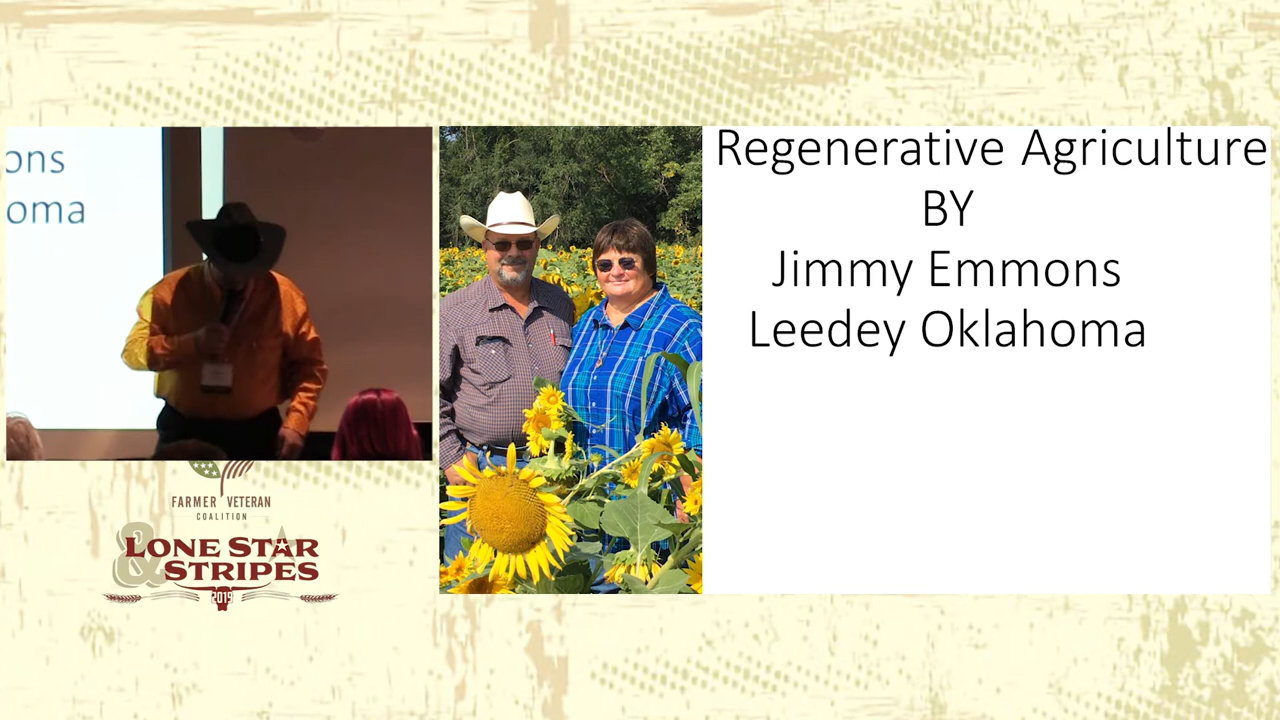 ons
oma
FARMER VETERAN
COALITION
LONE STAR
& STRIPES
2019
Regenerative Agriculture
BY
Jimmy Emmons
Leedey Oklahoma